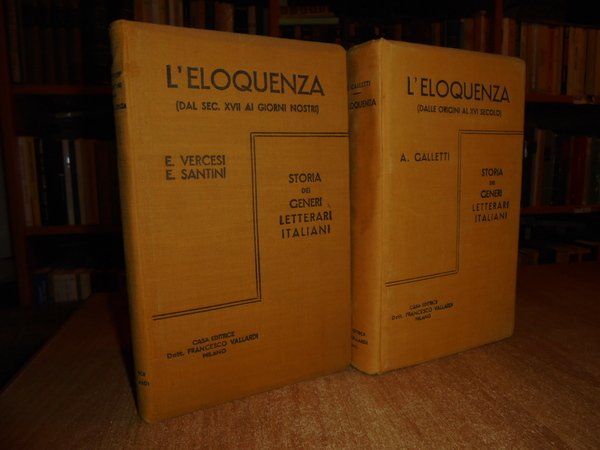 L'ELOQUENZA
(DAL SEC. XVII AI GIORNI NOSTRI)
E. VERCESI
E. SANTINI
STORIA
DEI
GENERI
LETTERARI
ITALIANI
CASA EDITRICE
Dott. FRANCESCO VALLARDI
MILANO
L'ELOQUENZA
(DALLE ORIGINI AL XVI SECOLO)
A. GALLETTI
STORIA
DEI
GENERI
LETTERARI
ITALIANI
CASA EDITRICE
Dott. FRANCESCO VALLARDI
MILANO
GALLETTI